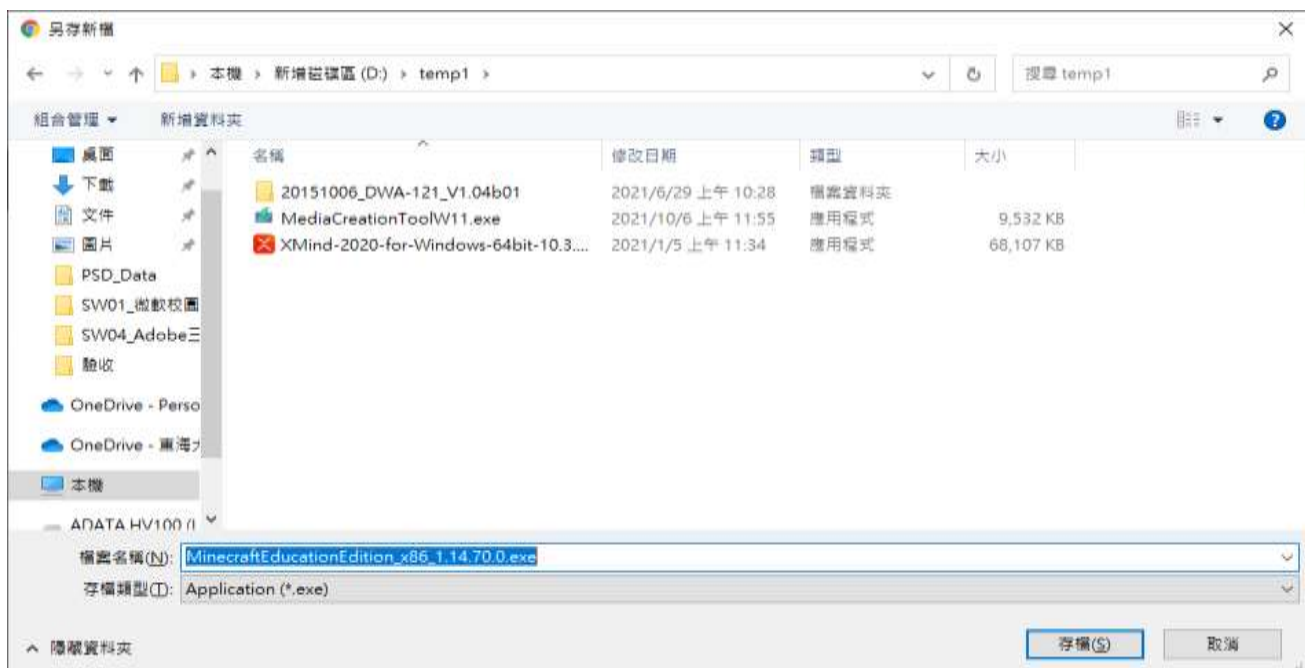 另存新檔
本機 › 新增磁碟區 (D:) › temp1 ›
搜尋 temp1
組合管理 新增資料夾
名稱 修改日期 類型 大小
桌面
下載
文件
圖片
PSD_Data
SW01_微軟校園
SW04_Adobe三
驗收
OneDrive - Perso
OneDrive - 東海大
本機
ADATA HV100 (I
20151006_DWA-121_V1.04b01 2021/6/29 上午 10:28 檔案資料夾
MediaCreationToolW11.exe 2021/10/6 上午 11:55 應用程式 9,532 KB
XMind-2020-for-Windows-64bit-10.3.... 2021/1/5 上午 11:34 應用程式 68,107 KB
檔案名稱(N): MinecraftEducationEdition_x86_1.14.70.0.exe
存檔類型(T): Application (*.exe)
隱藏資料夾
存檔(S) 取消